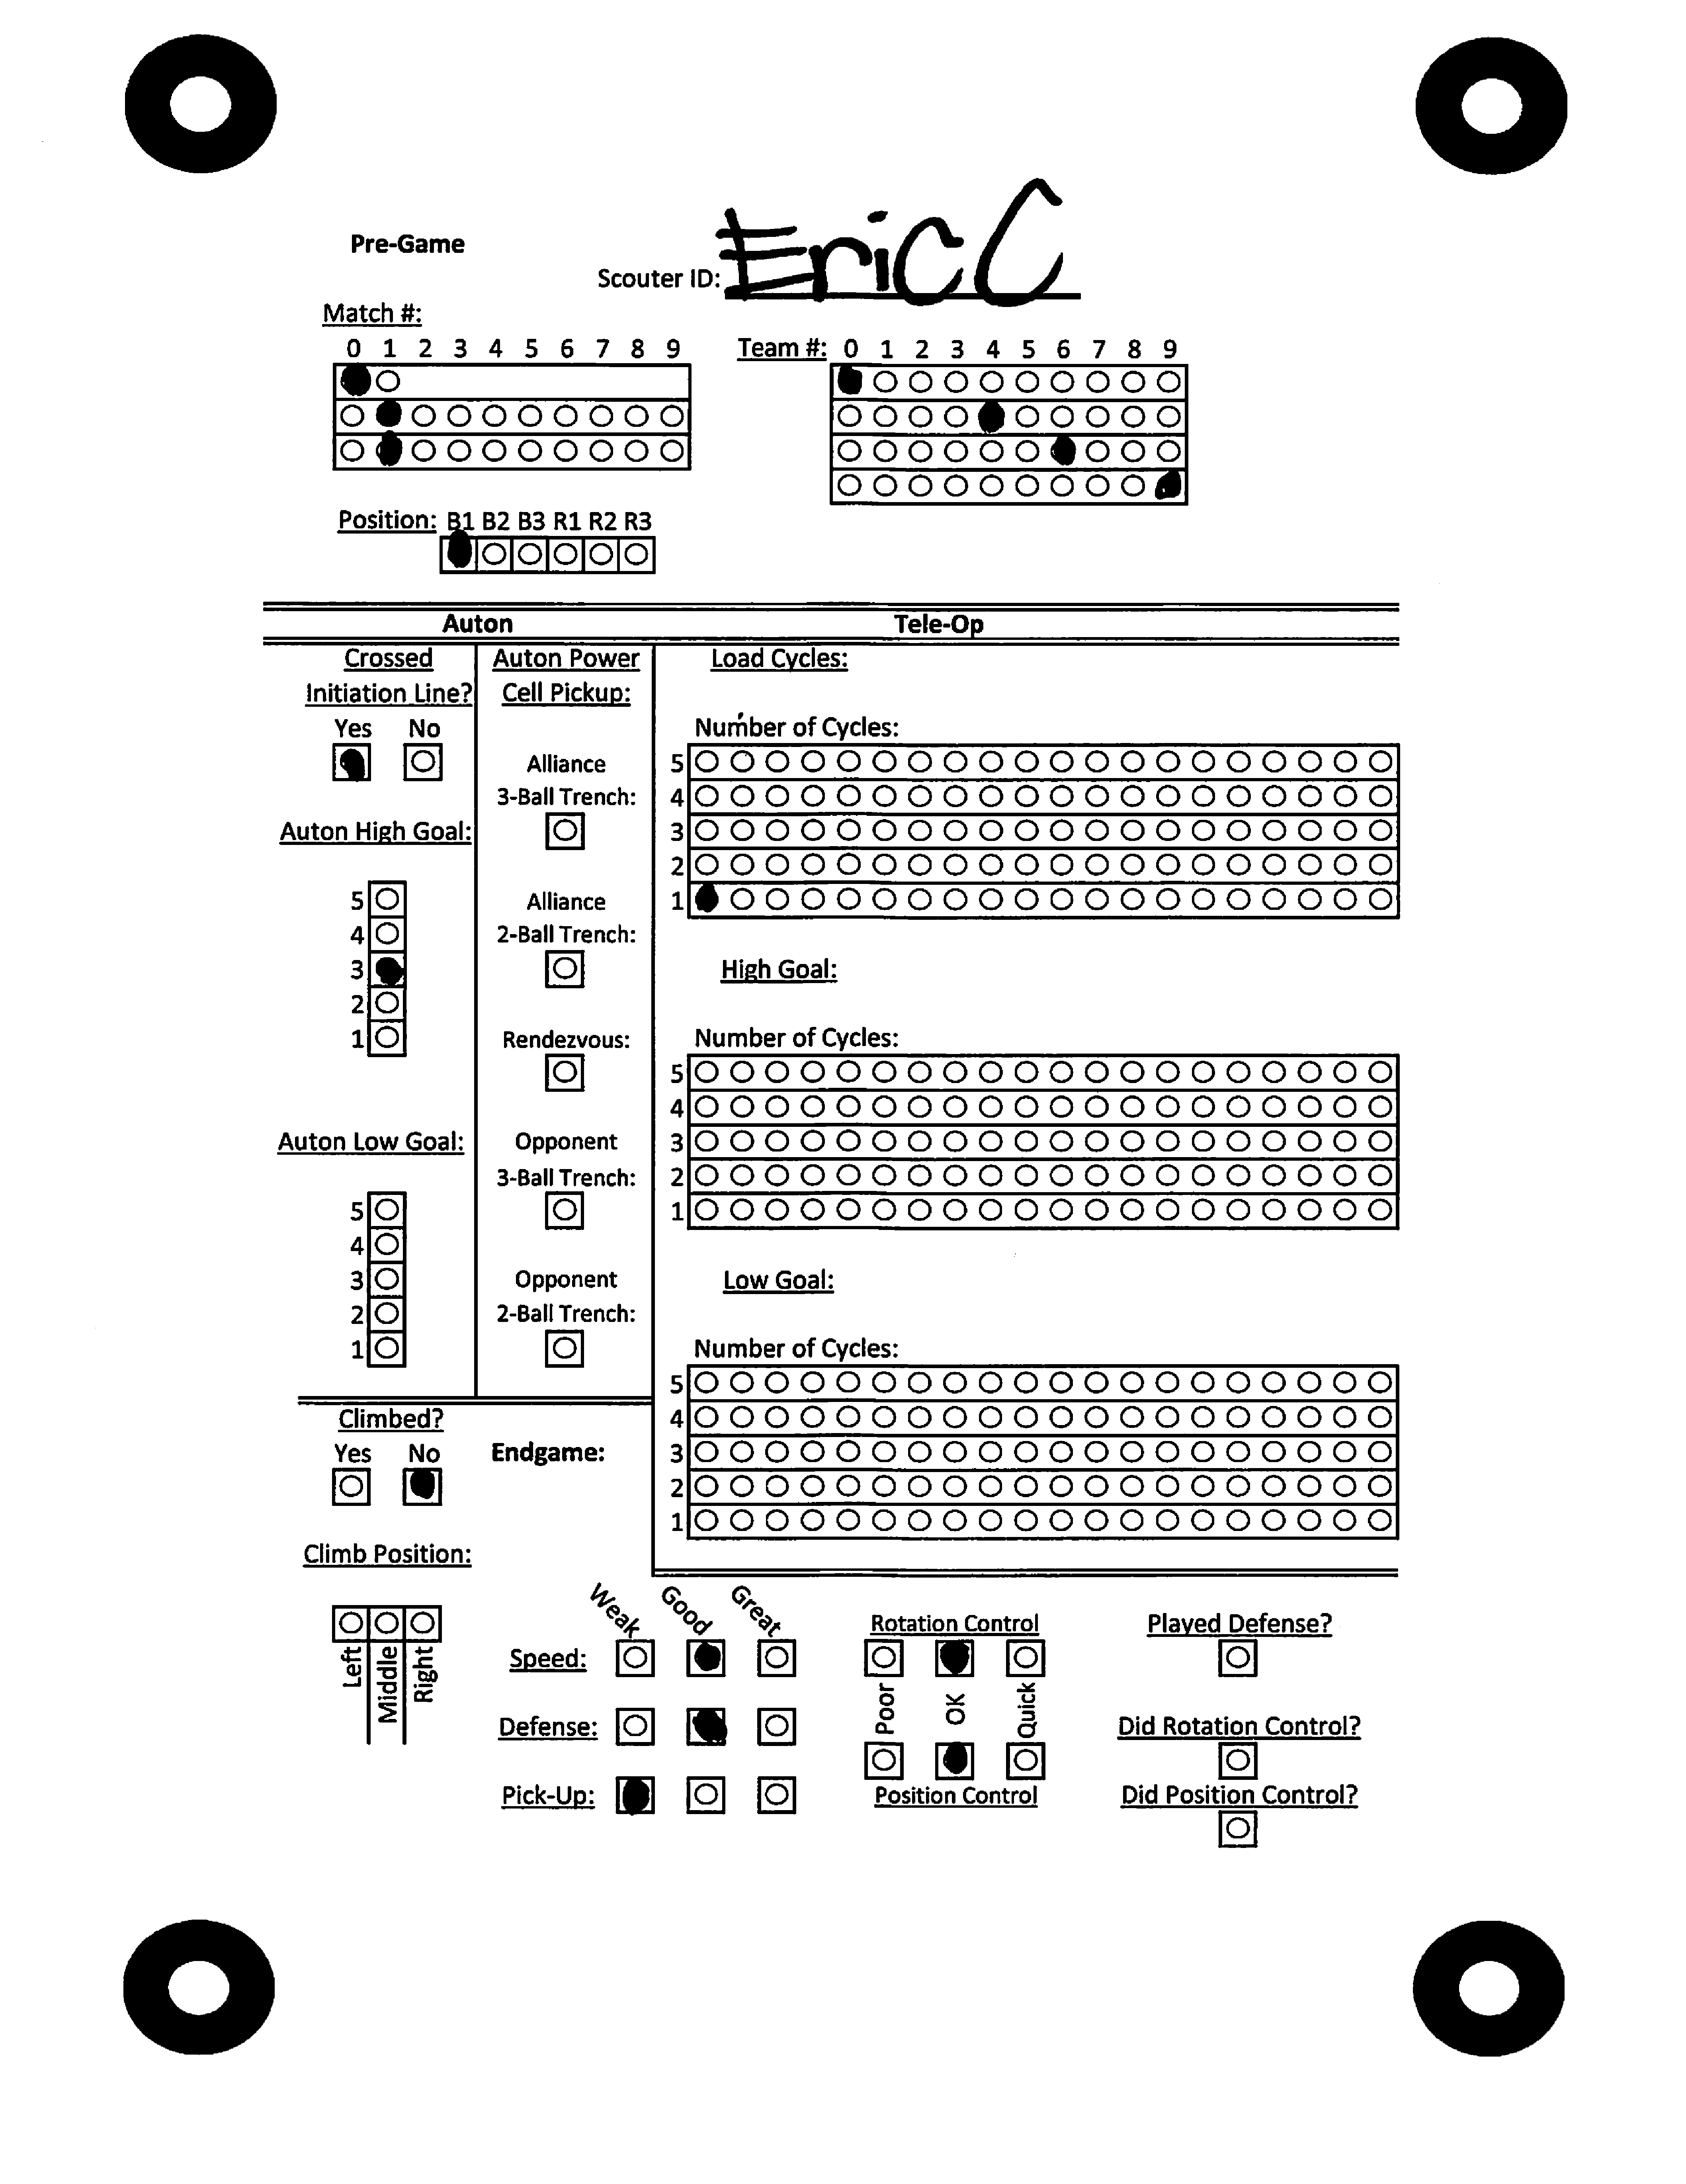 Pre-Game
Scouter ID: Eric C
Match #:
0 1 2 3 4 5 6 7 8 9
Team #: 0 1 2 3 4 5 6 7 8 9
Position: B1 B2 B3 R1 R2 R3
Auton
Tele-Op
Crossed
Initiation Line?
Yes No
Auton High Goal:
5
4
3
2
1
Auton Low Goal:
5
4
3
2
1
Auton Power
Cell Pickup:
Alliance
3-Ball Trench:
Alliance
2-Ball Trench:
Rendezvous:
Opponent
3-Ball Trench:
Opponent
2-Ball Trench:
Load Cycles:
Number of Cycles:
5
4
3
2
1
High Goal:
Number of Cycles:
5
4
3
2
1
Low Goal:
Number of Cycles:
5
4
3
2
1
Climbed?
Yes No
Endgame:
Climb Position:
Left
Middle
Right
Weak
Good
Great
Speed:
Defense:
Pick-Up:
Rotation Control
Poor
OK
Quick
Position Control
Played Defense?
Did Rotation Control?
Did Position Control?